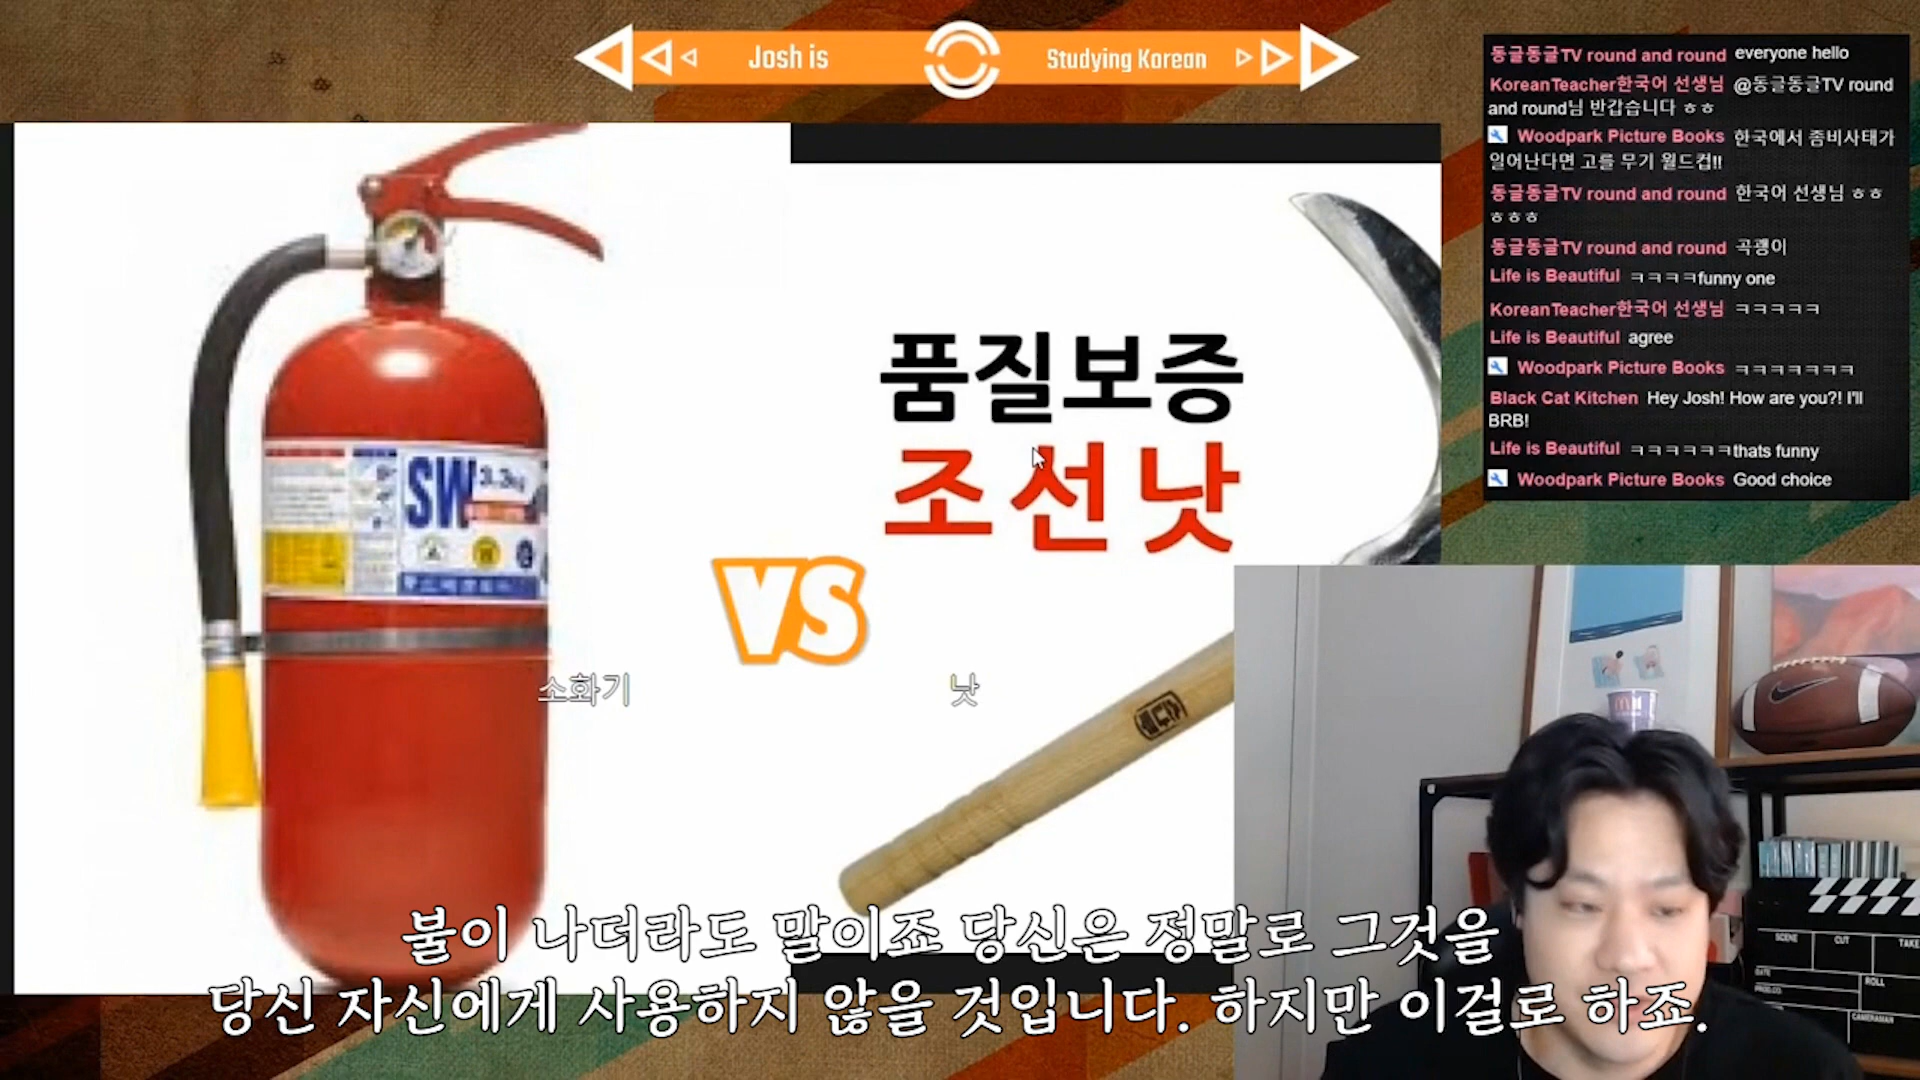 Josh is
Studying Korean
동글동글TV round and round everyone hello
KoreanTeacher한국어 선생님 @동글동글TV round
and round님 반갑습니다 ㅎㅎ
Woodpark Picture Books 한국에서 좀비사태가
일어난다면 고를 무기 월드컵!!
동글동글TV round and round 한국어 선생님 ㅎㅎ
ㅎㅎㅎ
동글동글TV round and round 곡괭이
Life is Beautiful ㅋㅋㅋㅋfunny one
KoreanTeacher한국어 선생님 ㅋㅋㅋㅋㅋ
Life is Beautiful agree
Woodpark Picture Books ㅋㅋㅋㅋㅋㅋㅋ
Black Cat Kitchen Hey Josh! How are you?! I'll
BRB!
Life is Beautiful ㅋㅋㅋㅋㅋㅋthats funny
Woodpark Picture Books Good choice
품질보증
조선낫
SW 3.3kg
VS
소화기
낫
SCENE CUT TAKE
DATE
ROLL
PROD.CO.
CAMERAMAN
불이 나더라도 말이죠 당신은 정말로 그것을
당신 자신에게 사용하지 않을 것입니다. 하지만 이걸로 하죠.